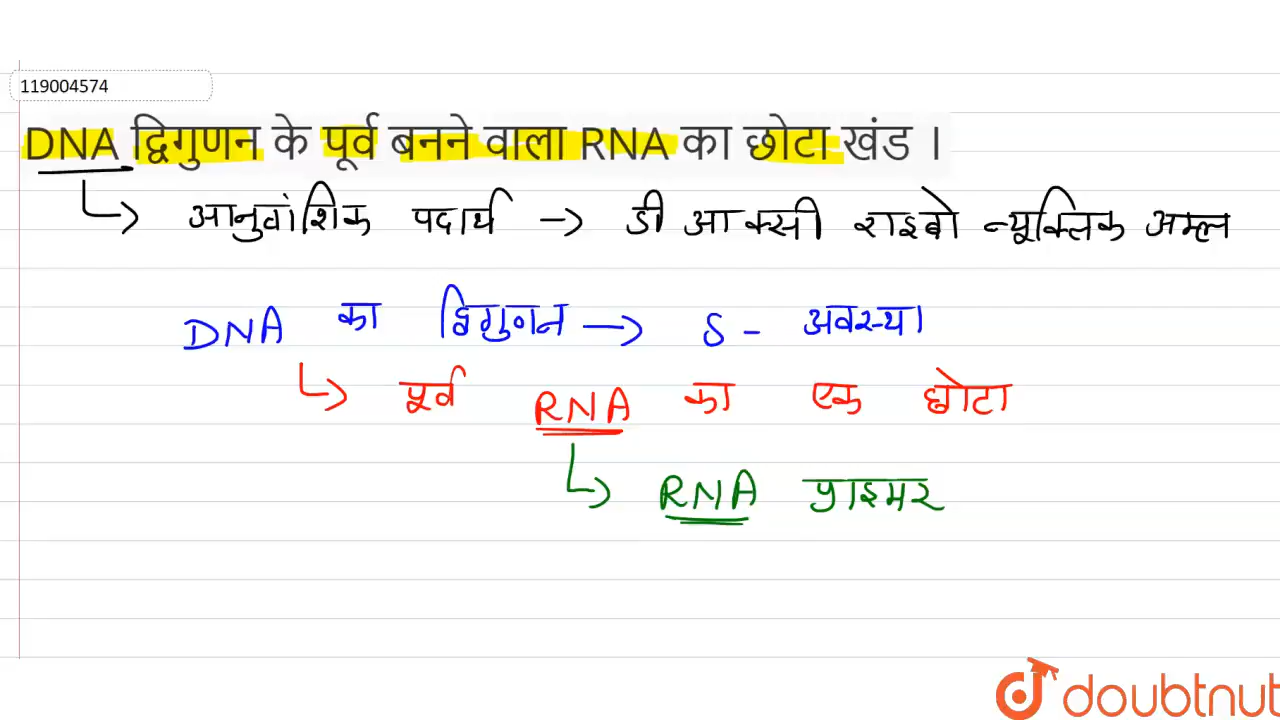 119004574
DNA द्विगुणन के पूर्व बनने वाला RNA का छोटा खंड ।
आनुवांशिक पदार्थ → डी आक्सी राइबो न्यूक्लिक अम्ल
DNA का द्विगुणन → S - अवस्था
पूर्व RNA का एक छोटा
RNA प्राइमर
doubtnut